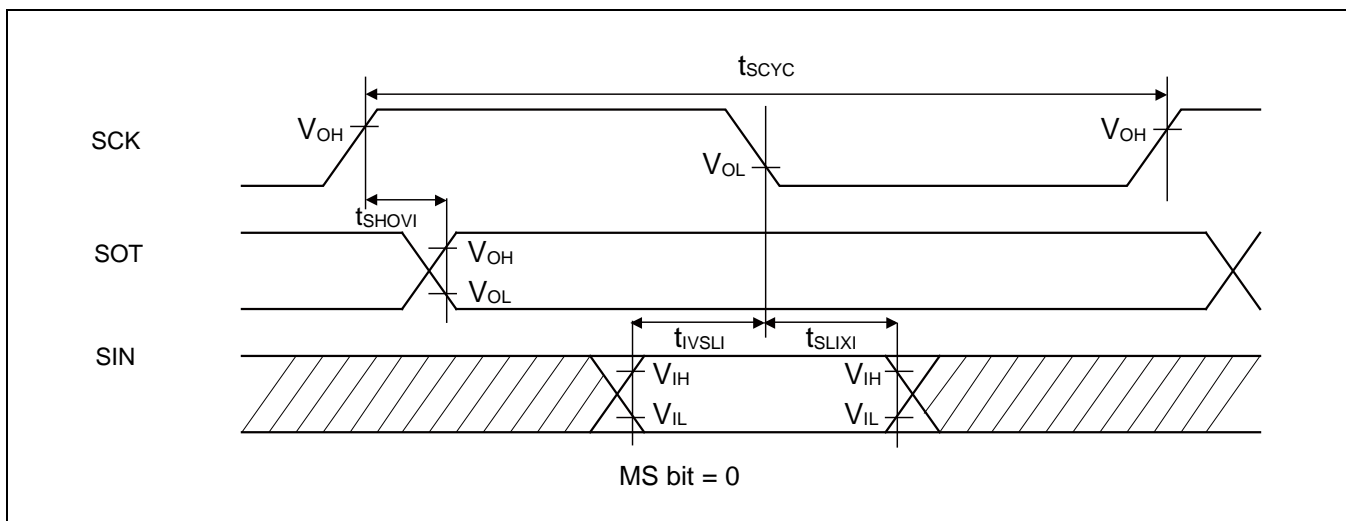 tSCYC
SCK
VOH
VOH
VOL
tSHOVI
SOT
VOH
VOL
SIN
tIVSLI
tSLIXI
VIH
VIH
VIL
VIL
MS bit = 0